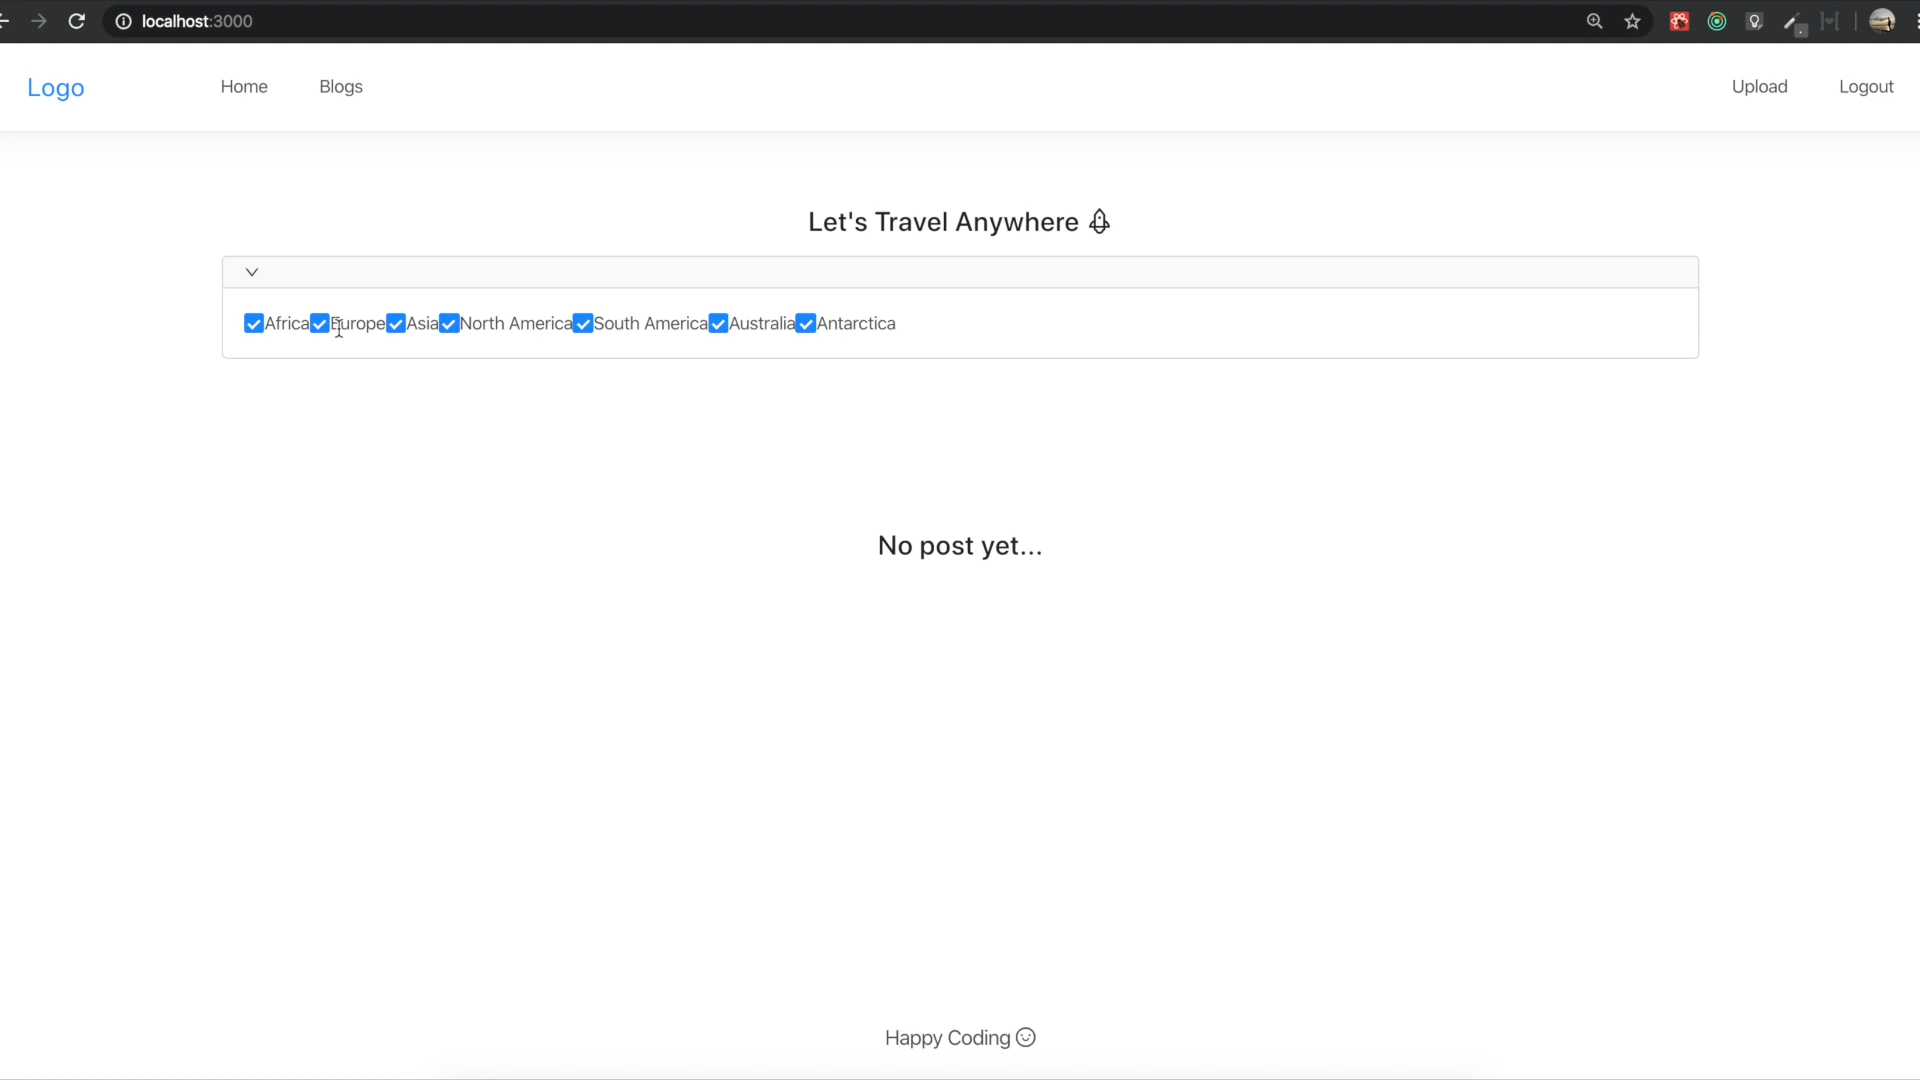 localhost:3000
Logo Home Blogs Upload Logout
Let's Travel Anywhere
Africa Europe Asia North America South America Australia Antarctica
No post yet...
Happy Coding